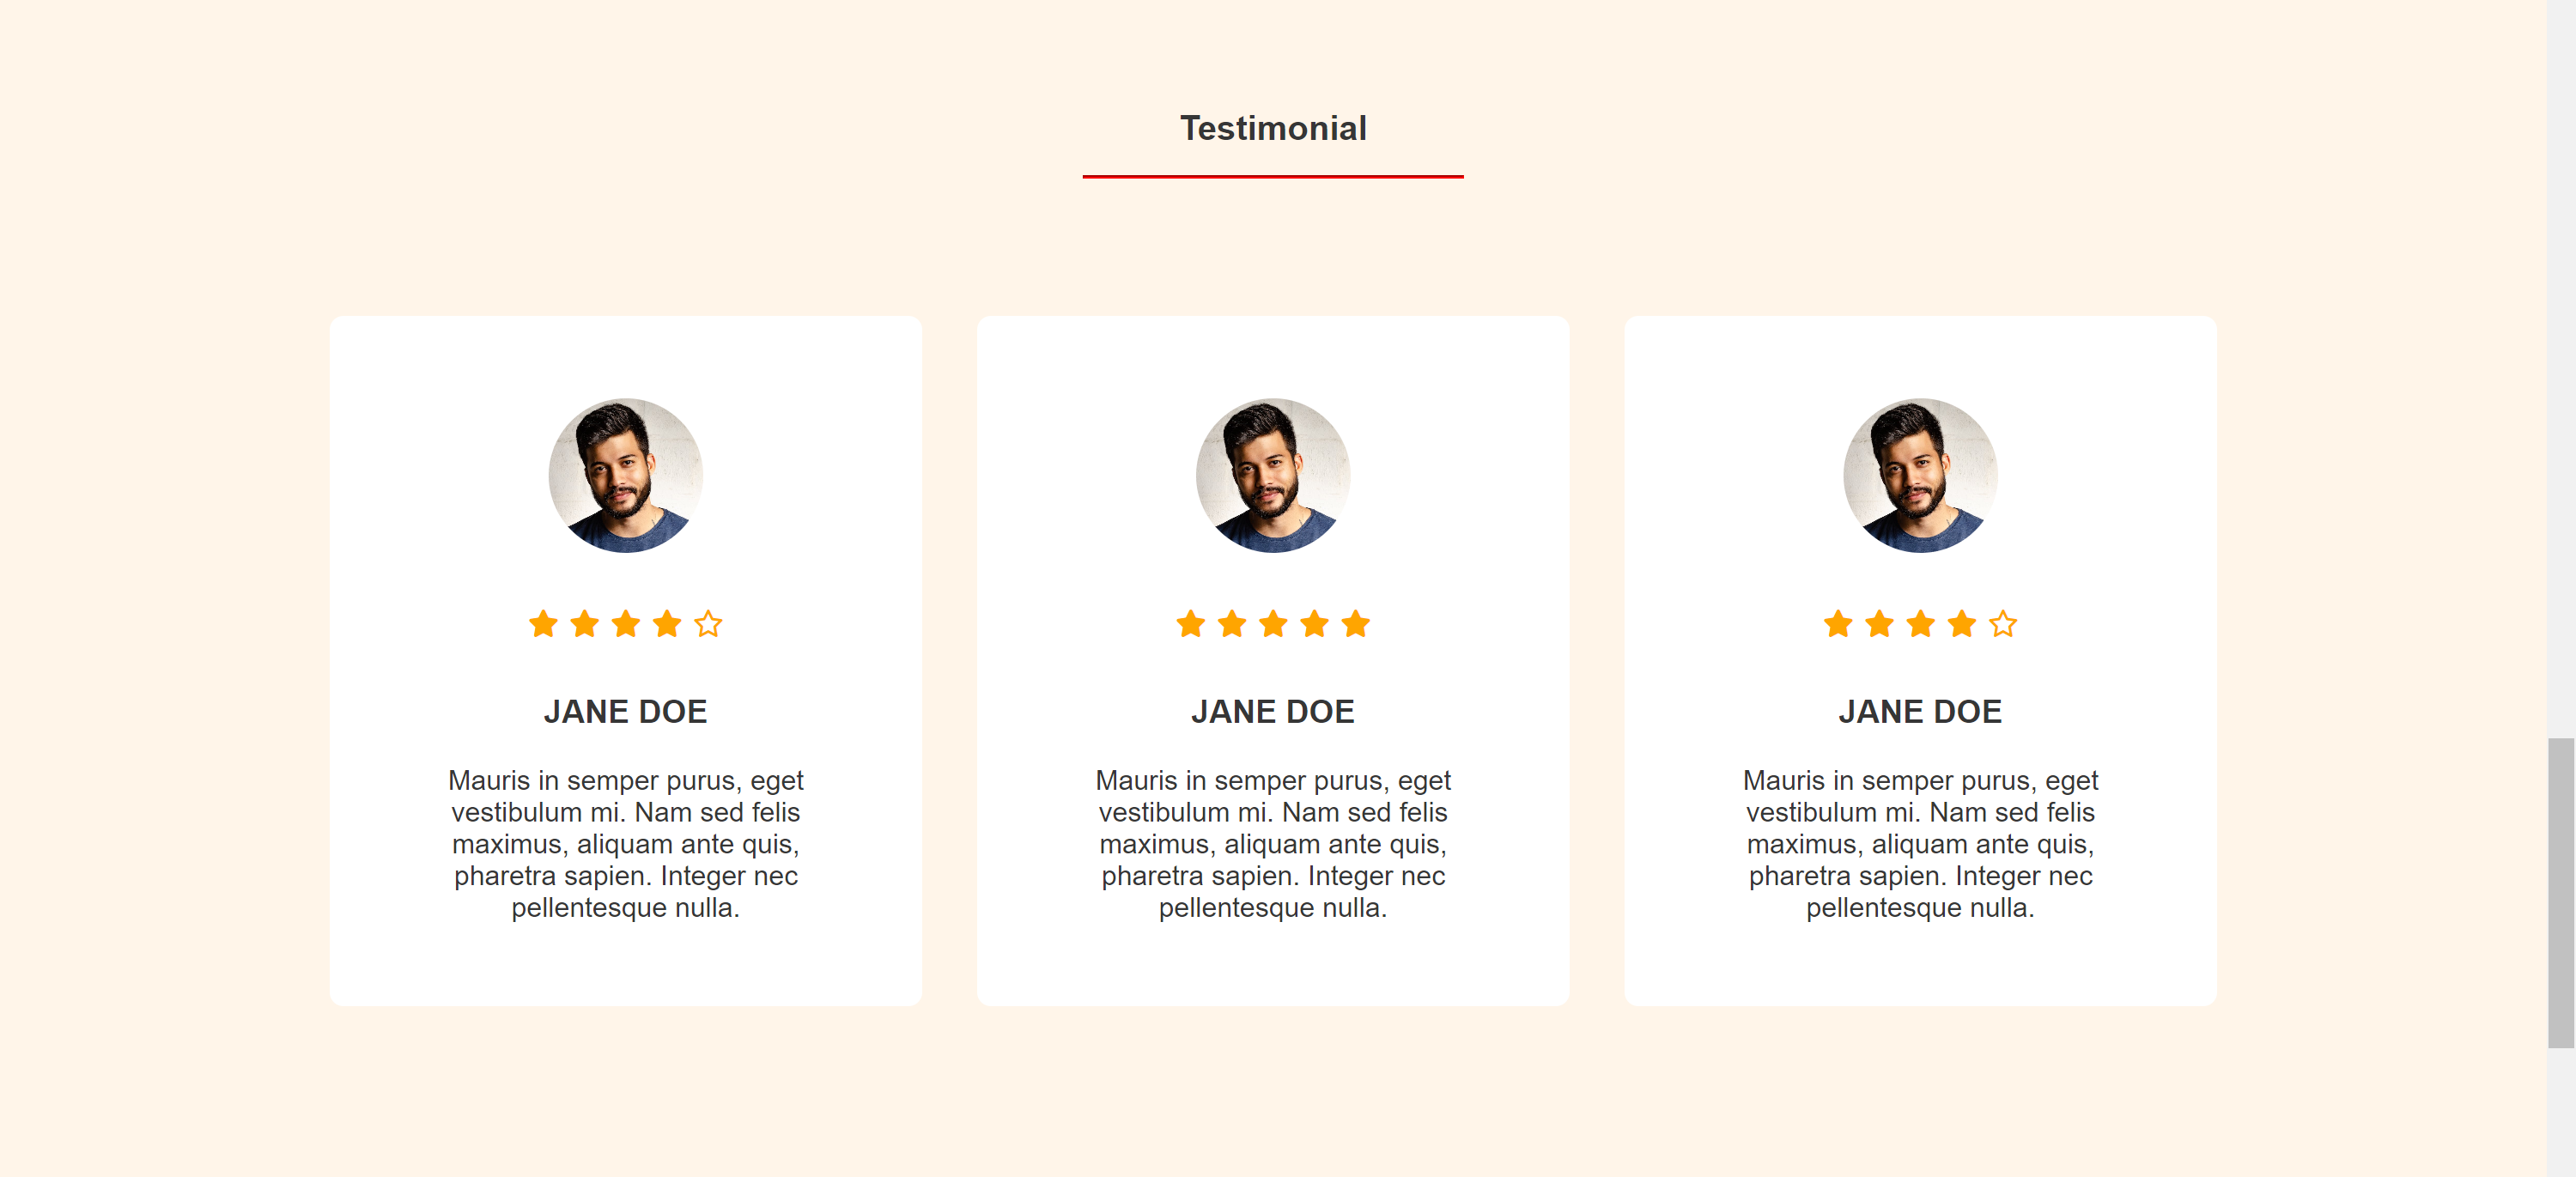 Testimonial
JANE DOE
Mauris in semper purus, eget
vestibulum mi. Nam sed felis
maximus, aliquam ante quis,
pharetra sapien. Integer nec
pellentesque nulla.
JANE DOE
Mauris in semper purus, eget
vestibulum mi. Nam sed felis
maximus, aliquam ante quis,
pharetra sapien. Integer nec
pellentesque nulla.
JANE DOE
Mauris in semper purus, eget
vestibulum mi. Nam sed felis
maximus, aliquam ante quis,
pharetra sapien. Integer nec
pellentesque nulla.